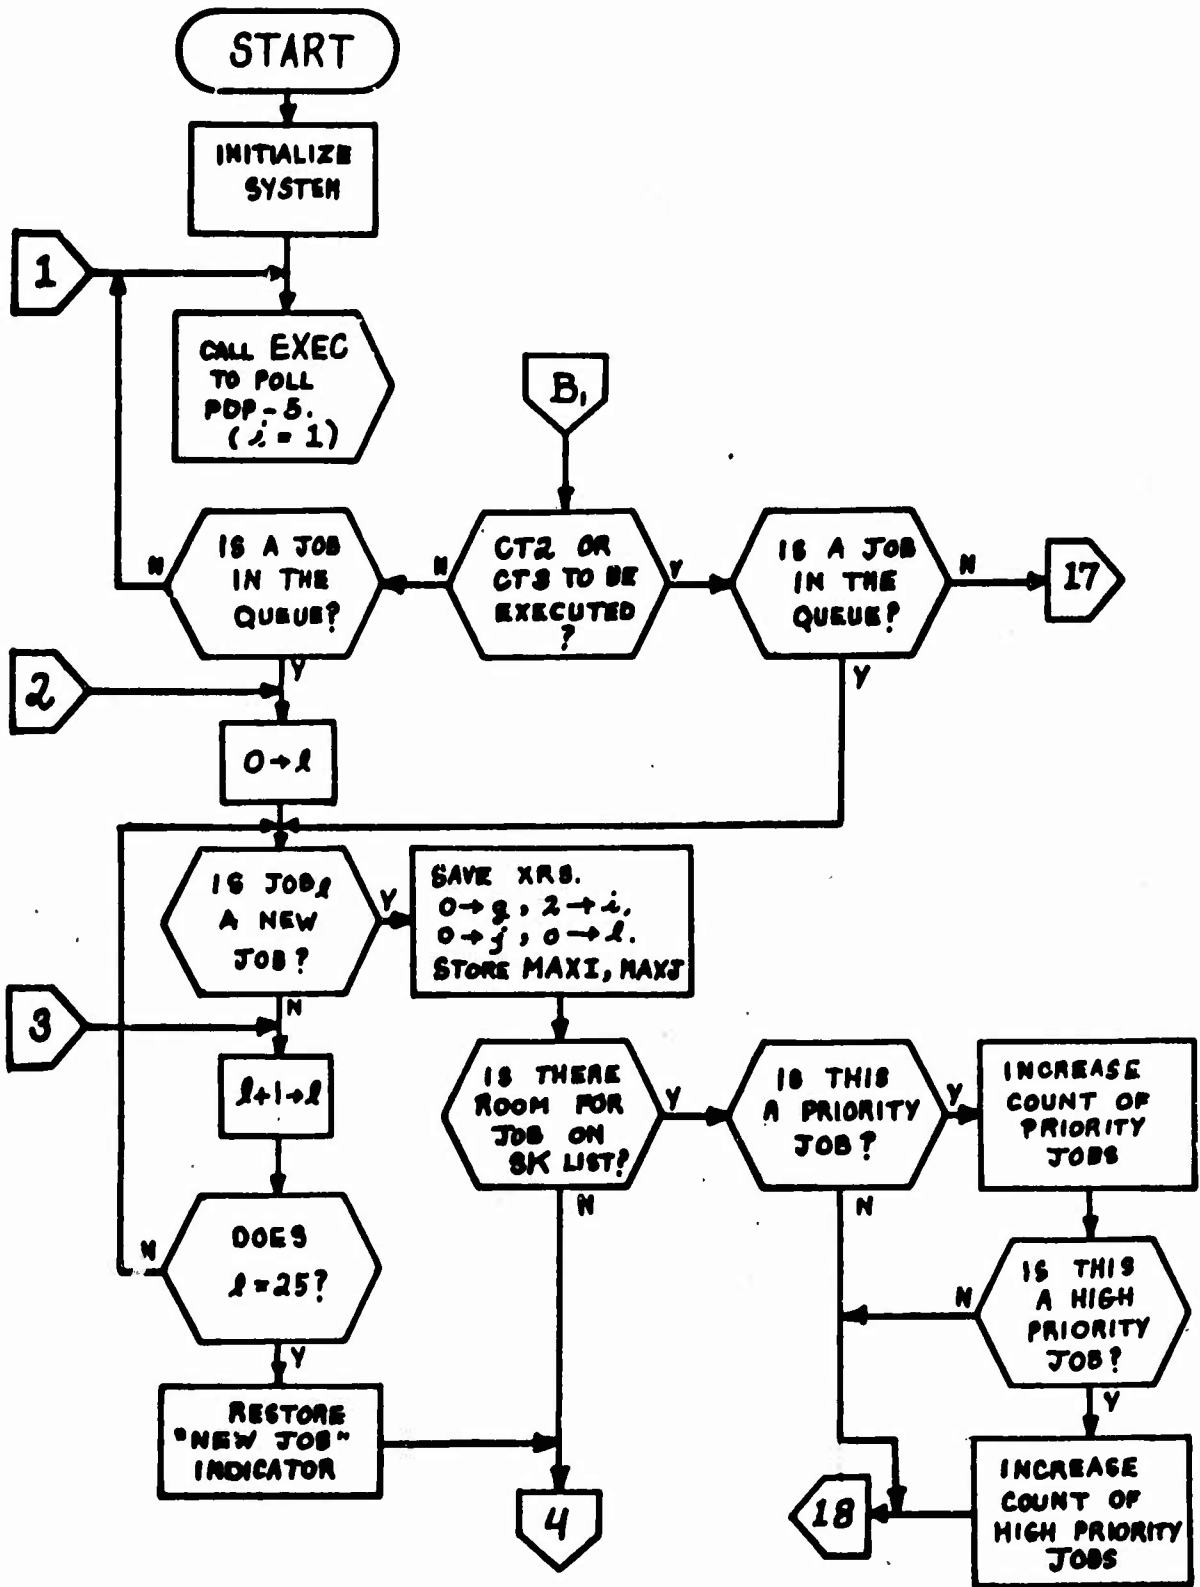 START
INITIALIZE
SYSTEM
1
CALL EXEC
TO POLL
PDP-5.
(i = 1)
B₁
IS A JOB
IN THE
QUEUE?
N
Y
CT2 OR
CT3 TO BE
EXECUTED
?
N
Y
IS A JOB
IN THE
QUEUE?
N
Y
17
2
0→l
IS JOBl
A NEW
JOB?
Y
N
SAVE XRS.
0→g, 2→i,
0→j, 0→l.
STORE MAXI, MAXJ
3
l+1→l
IS THERE
ROOM FOR
JOB ON
SK LIST?
Y
N
IS THIS
A PRIORITY
JOB?
Y
N
INCREASE
COUNT OF
PRIORITY
JOBS
DOES
l=25?
N
Y
IS THIS
A HIGH
PRIORITY
JOB?
N
Y
RESTORE
"NEW JOB"
INDICATOR
4
18
INCREASE
COUNT OF
HIGH PRIORITY
JOBS